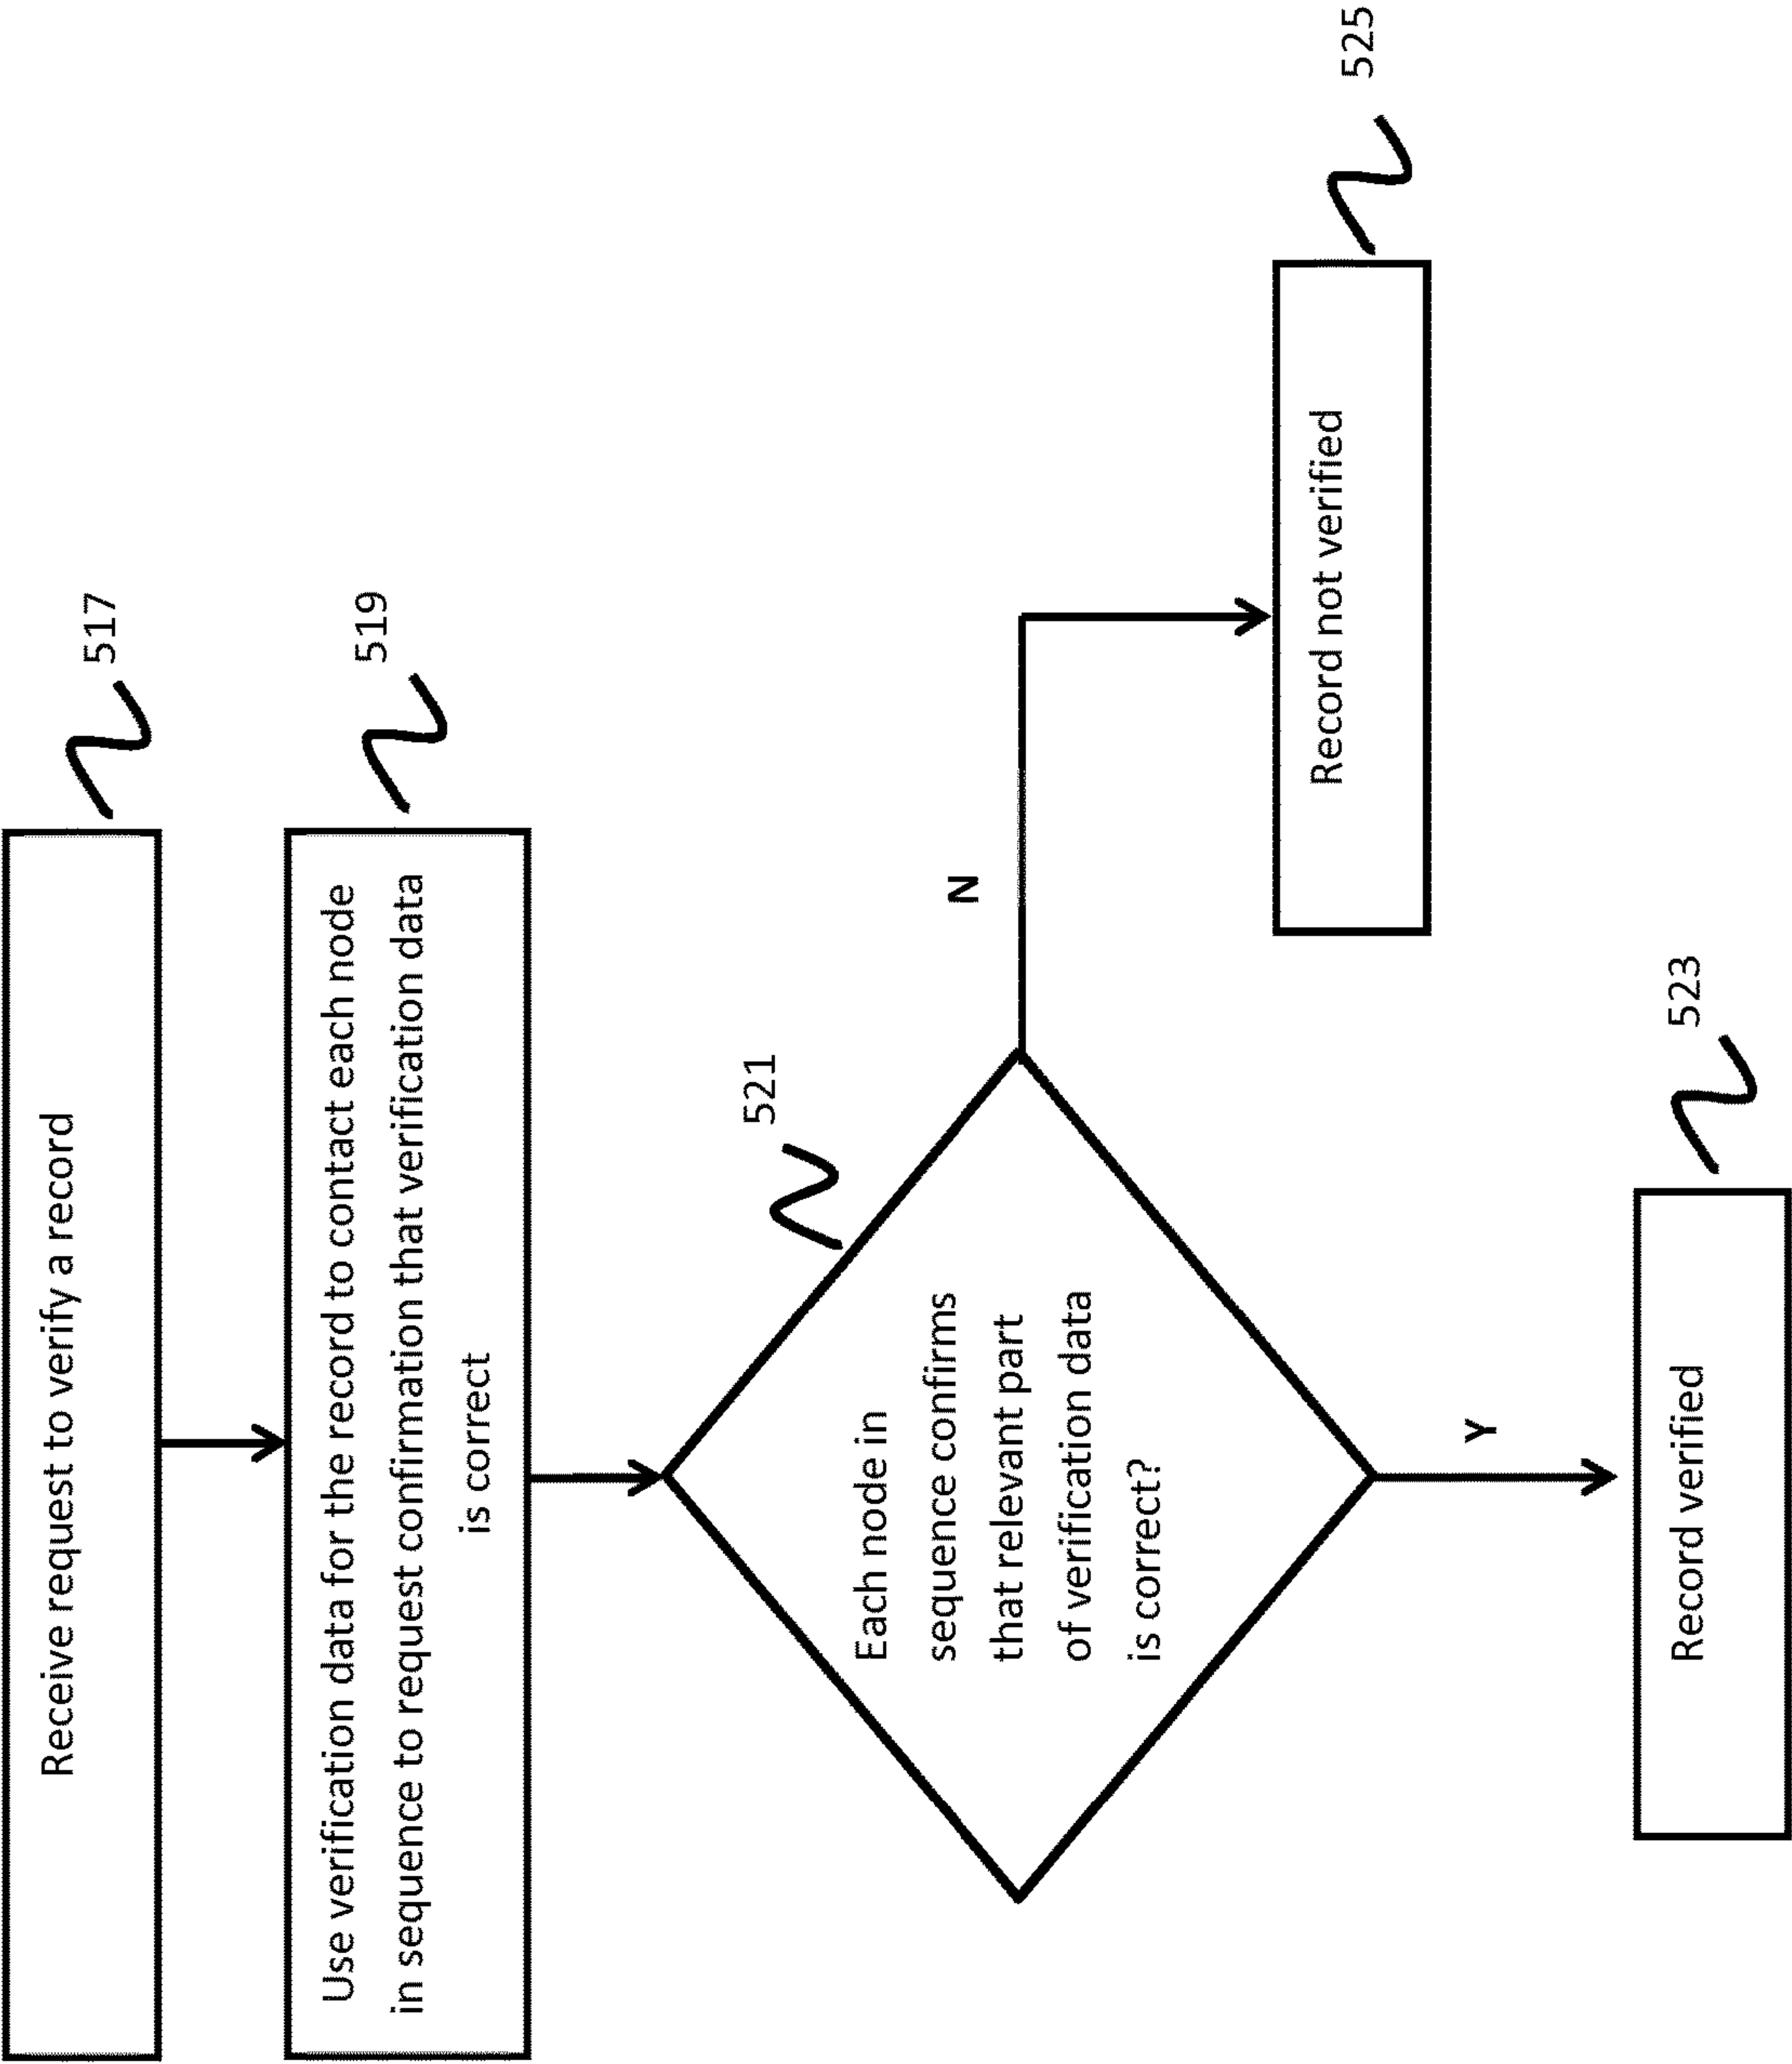 Receive request to verify a record
517
Use verification data for the record to contact each node
in sequence to request confirmation that verification data
is correct
519
521
Each node in
sequence confirms
that relevant part
of verification data
is correct?
N
Record not verified
525
Y
Record verified
523